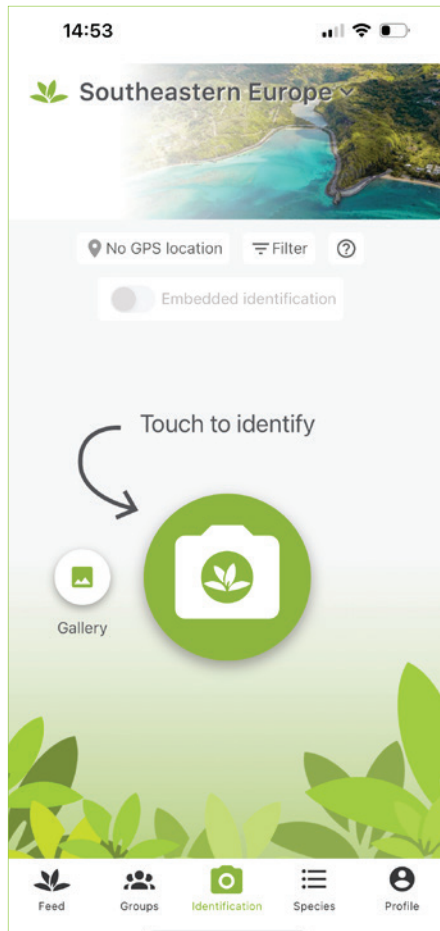 14:53
Southeastern Europe
No GPS location Filter
Embedded identification
Touch to identify
Gallery
Feed Groups Identification Species Profile